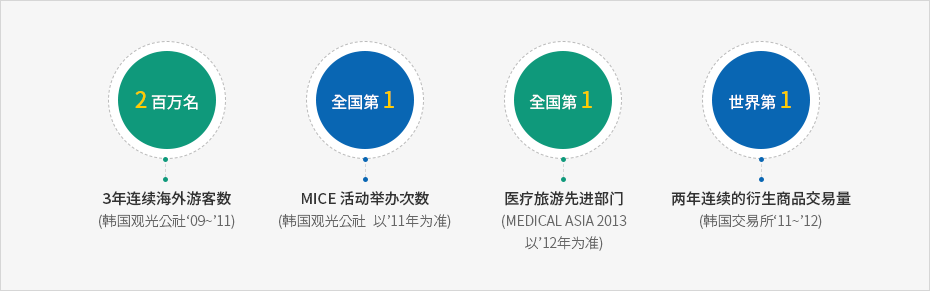 2 百万名
3年连续海外游客数
(韩国观光公社‘09~’11)
全国第 1
MICE 活动举办次数
(韩国观光公社 以’11年为准)
全国第 1
医疗旅游先进部门
(MEDICAL ASIA 2013
以’12年为准)
世界第 1
两年连续的衍生商品交易量
(韩国交易所‘11~’12)